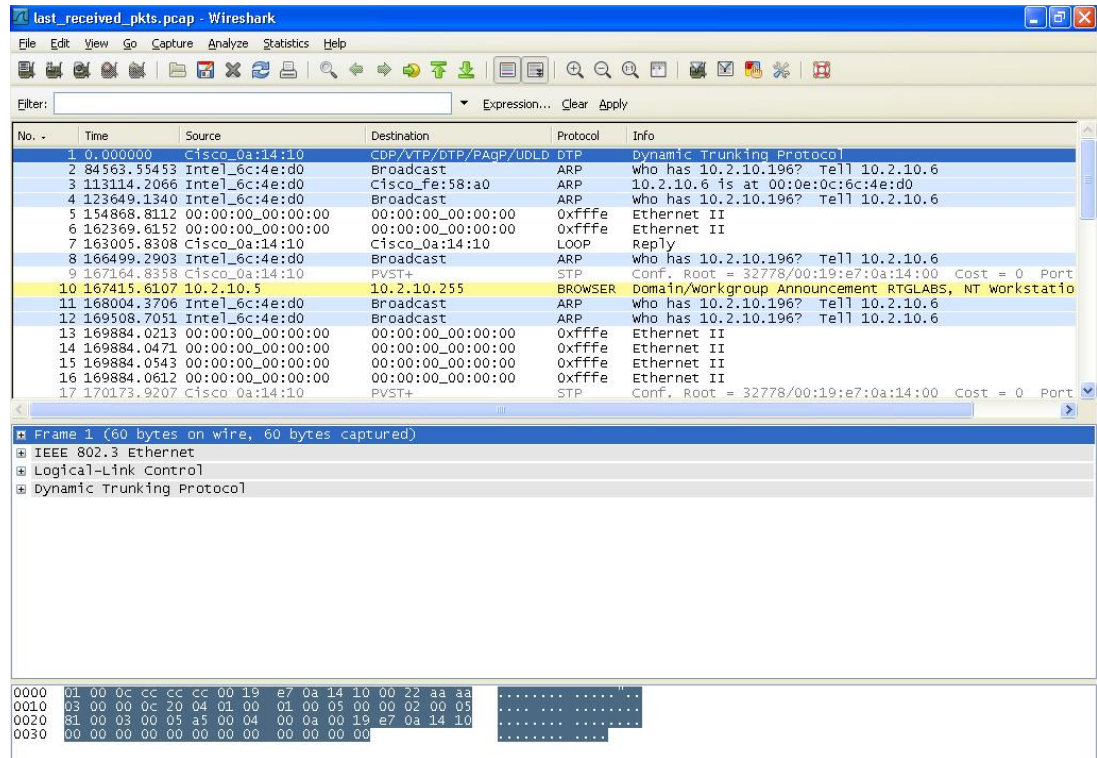 last_received_pkts.pcap - Wireshark
File Edit View Go Capture Analyze Statistics Help
Filter: Expression... Clear Apply
No. . Time Source Destination Protocol Info
1 0.000000 Cisco_0a:14:10 CDP/VTP/DTP/PAgP/UDLD DTP Dynamic Trunking Protocol
2 84563.55453 Intel_6c:4e:d0 Broadcast ARP Who has 10.2.10.196? Tell 10.2.10.6
3 113114.2066 Intel_6c:4e:d0 Cisco_fe:58:a0 ARP 10.2.10.6 is at 00:0e:0c:6c:4e:d0
4 123649.1340 Intel_6c:4e:d0 Broadcast ARP Who has 10.2.10.196? Tell 10.2.10.6
5 154868.8112 00:00:00_00:00:00 00:00:00_00:00:00 0xfffe Ethernet II
6 162369.6152 00:00:00_00:00:00 00:00:00_00:00:00 0xfffe Ethernet II
7 163005.8308 Cisco_0a:14:10 Cisco_0a:14:10 LOOP Reply
8 166499.2903 Intel_6c:4e:d0 Broadcast ARP Who has 10.2.10.196? Tell 10.2.10.6
9 167164.8358 Cisco_0a:14:10 PVST+ STP Conf. Root = 32778/00:19:e7:0a:14:00 Cost = 0 Port
10 167415.6107 10.2.10.5 10.2.10.255 BROWSER Domain/Workgroup Announcement RTGLABS, NT Workstatio
11 168004.3706 Intel_6c:4e:d0 Broadcast ARP Who has 10.2.10.196? Tell 10.2.10.6
12 169508.7051 Intel_6c:4e:d0 Broadcast ARP Who has 10.2.10.196? Tell 10.2.10.6
13 169884.0213 00:00:00_00:00:00 00:00:00_00:00:00 0xfffe Ethernet II
14 169884.0471 00:00:00_00:00:00 00:00:00_00:00:00 0xfffe Ethernet II
15 169884.0543 00:00:00_00:00:00 00:00:00_00:00:00 0xfffe Ethernet II
16 169884.0612 00:00:00_00:00:00 00:00:00_00:00:00 0xfffe Ethernet II
17 170173.9207 Cisco_0a:14:10 PVST+ STP Conf. Root = 32778/00:19:e7:0a:14:00 Cost = 0 Port
Frame 1 (60 bytes on wire, 60 bytes captured)
IEEE 802.3 Ethernet
Logical-Link Control
Dynamic Trunking Protocol
0000 01 00 0c cc cc cc 00 19 e7 0a 14 10 00 22 aa aa ........ ....."..
0010 03 00 00 0c 20 04 01 00 01 00 05 00 00 02 00 05 .... ... ........
0020 81 00 03 00 05 a5 00 04 00 0a 00 19 e7 0a 14 10 ........ ........
0030 00 00 00 00 00 00 00 00 00 00 00 00 ........ ....